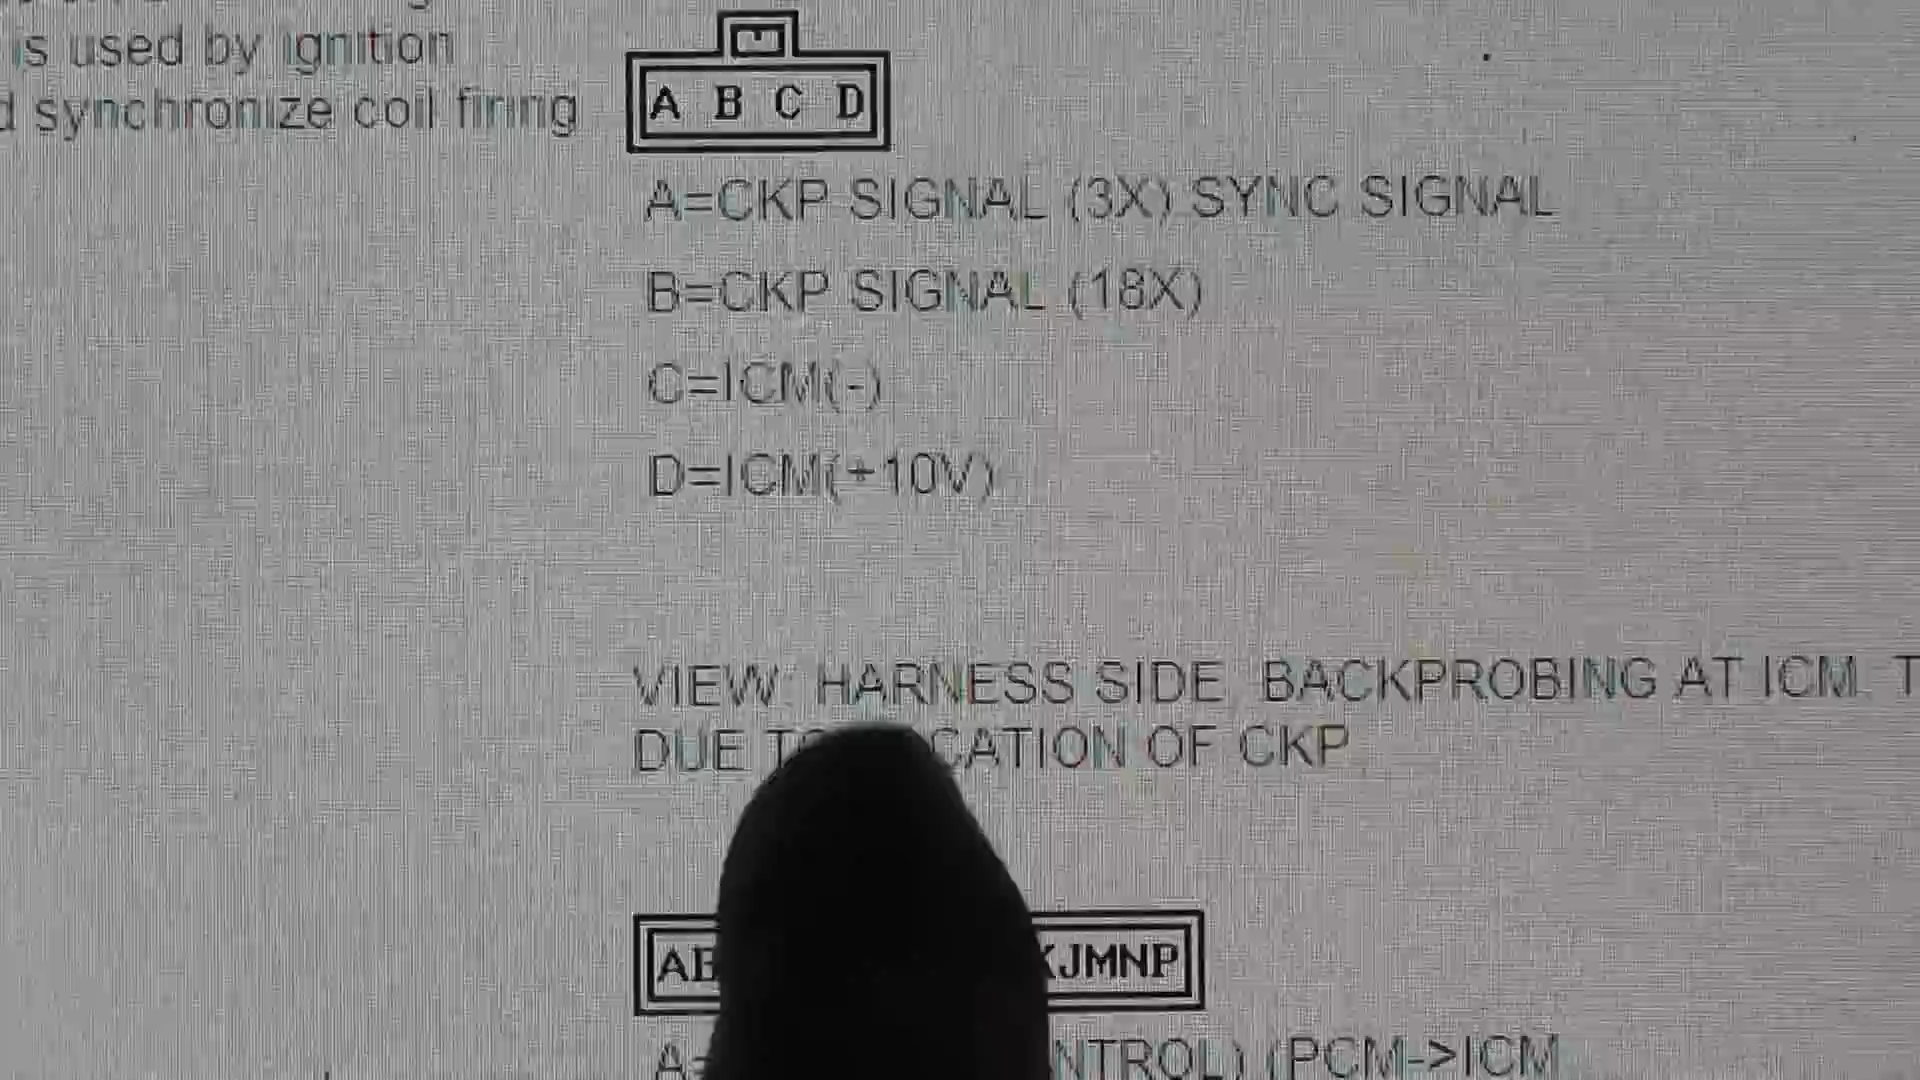 is used by ignition
d synchronize coil firing
A B C D
A=CKP SIGNAL (3X) SYNC SIGNAL
B=CKP SIGNAL (18X)
C=ICM(-)
D=ICM(+10V)
VIEW: HARNESS SIDE. BACKPROBING AT ICM. T
DUE CATION OF CKP
AB KJMNP
A= NTROL) (PCM->ICM